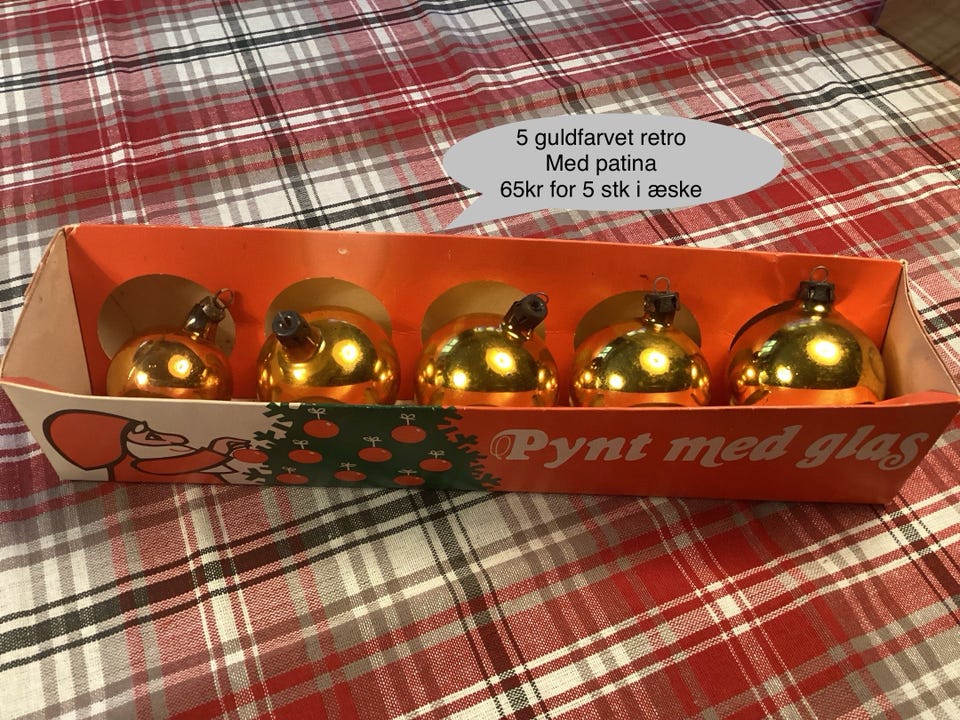 5 guldfarvet retro
Med patina
65kr for 5 stk i æske
Pynt med glas